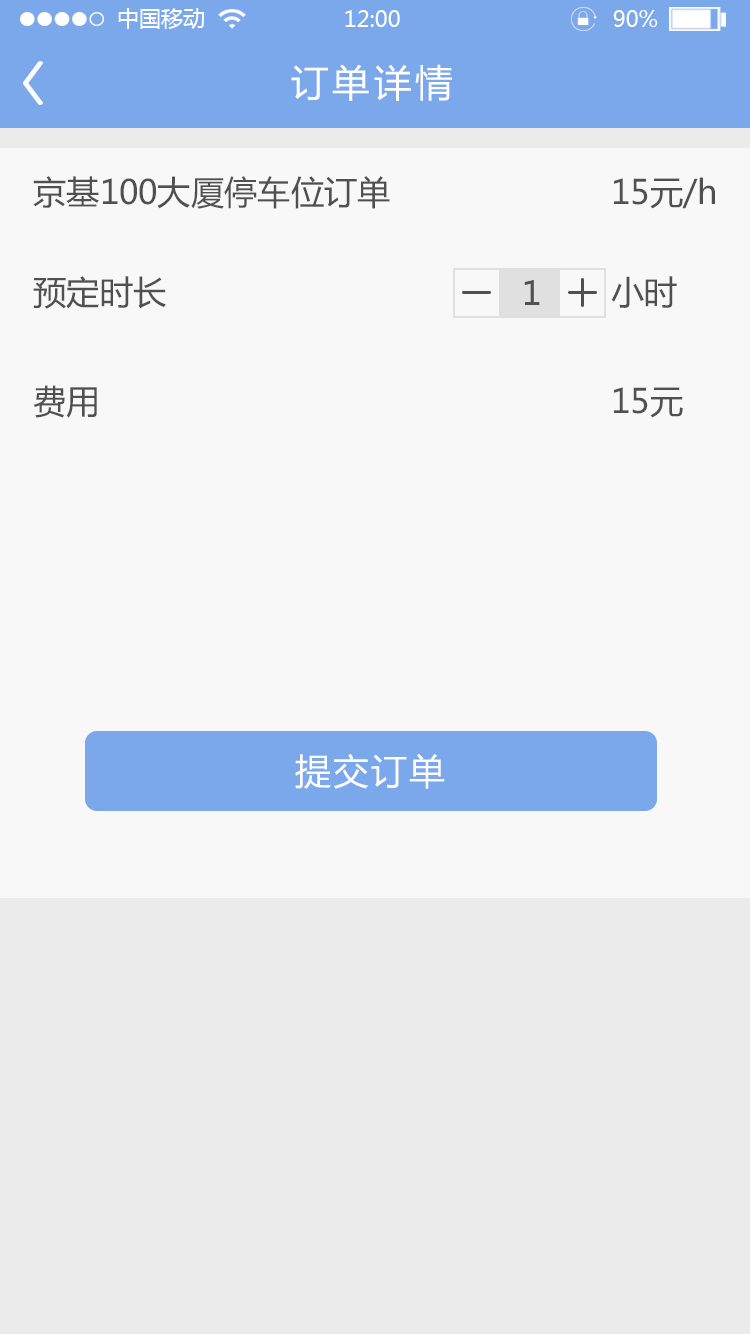 中国移动 12:00 90%
订单详情
京基100大厦停车位订单 15元/h
预定时长 1 小时
费用 15元
提交订单